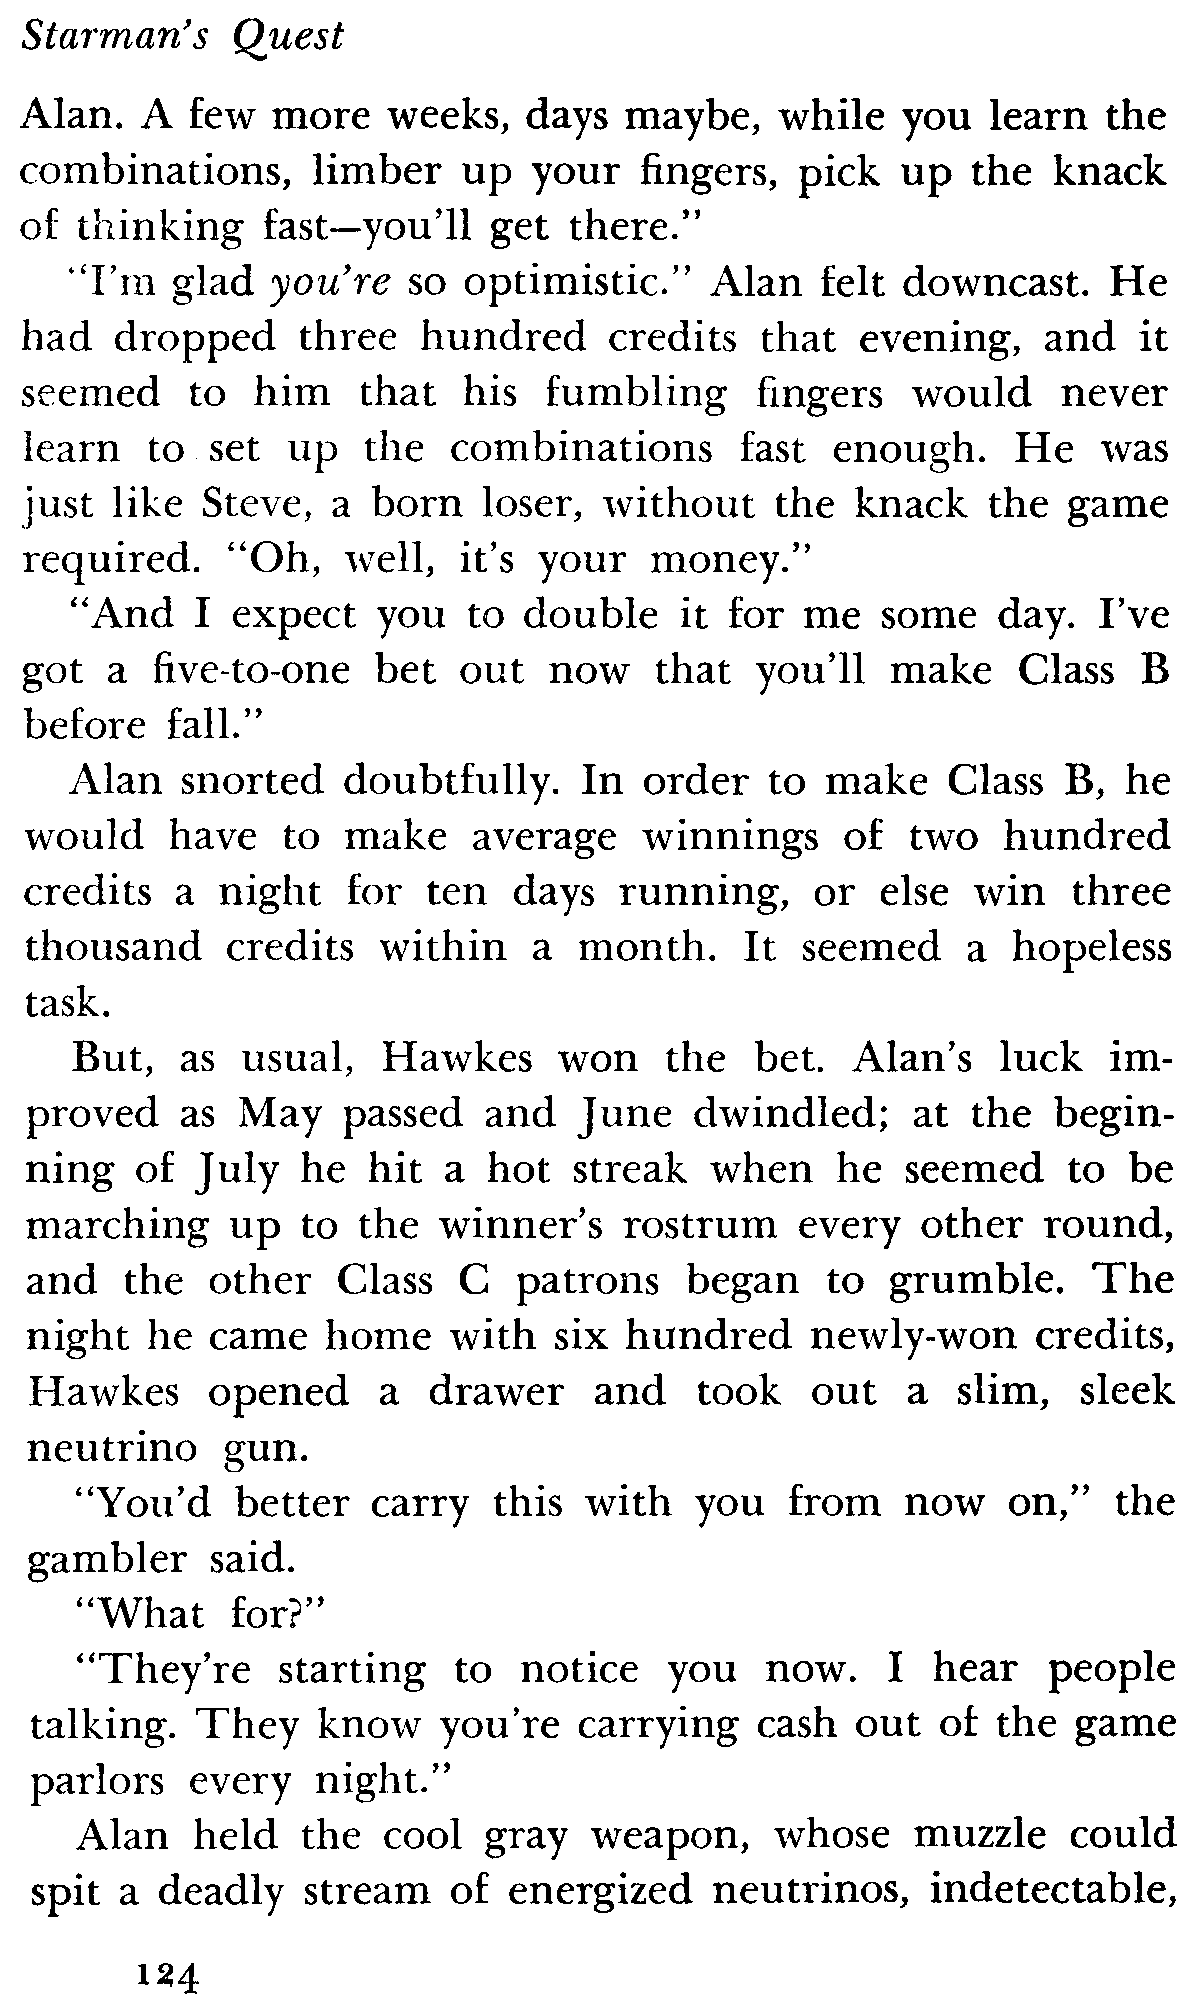 Starman's Quest
Alan. A few more weeks, days maybe, while you learn the
combinations, limber up your fingers, pick up the knack
of thinking fast—you'll get there."
"I'm glad you're so optimistic." Alan felt downcast. He
had dropped three hundred credits that evening, and it
seemed to him that his fumbling fingers would never
learn to set up the combinations fast enough. He was
just like Steve, a born loser, without the knack the game
required. "Oh, well, it's your money."
"And I expect you to double it for me some day. I've
got a five-to-one bet out now that you'll make Class B
before fall."
Alan snorted doubtfully. In order to make Class B, he
would have to make average winnings of two hundred
credits a night for ten days running, or else win three
thousand credits within a month. It seemed a hopeless
task.
But, as usual, Hawkes won the bet. Alan's luck im-
proved as May passed and June dwindled; at the begin-
ning of July he hit a hot streak when he seemed to be
marching up to the winner's rostrum every other round,
and the other Class C patrons began to grumble. The
night he came home with six hundred newly-won credits,
Hawkes opened a drawer and took out a slim, sleek
neutrino gun.
"You'd better carry this with you from now on," the
gambler said.
"What for?"
"They're starting to notice you now. I hear people
talking. They know you're carrying cash out of the game
parlors every night."
Alan held the cool gray weapon, whose muzzle could
spit a deadly stream of energized neutrinos, indetectable,
124